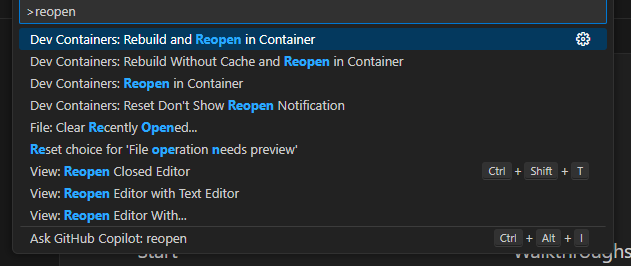 >reopen
Dev Containers: Rebuild and Reopen in Container
Dev Containers: Rebuild Without Cache and Reopen in Container
Dev Containers: Reopen in Container
Dev Containers: Reset Don't Show Reopen Notification
File: Clear Recently Opened...
Reset choice for 'File operation needs preview'
View: Reopen Closed Editor Ctrl + Shift + T
View: Reopen Editor with Text Editor
View: Reopen Editor With...
Ask GitHub Copilot: reopen Ctrl + Alt + I
Start Walkthroughs